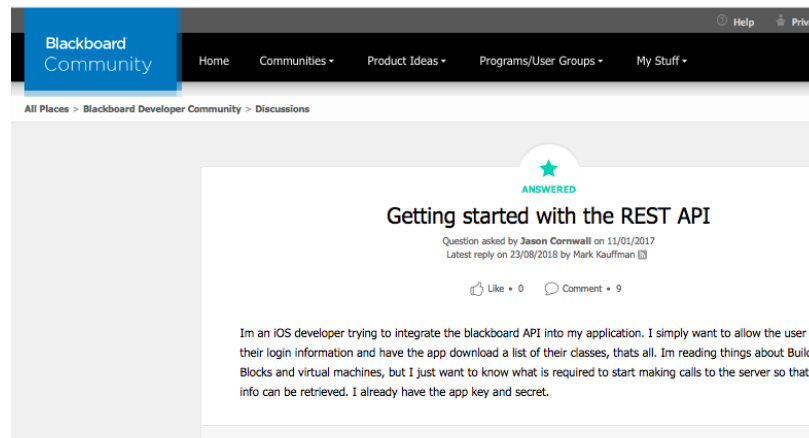 Help Priv
Blackboard
Community
Home Communities Product Ideas Programs/User Groups My Stuff
All Places > Blackboard Developer Community > Discussions
ANSWERED
Getting started with the REST API
Question asked by Jason Cornwall on 11/01/2017
Latest reply on 23/08/2018 by Mark Kauffman
Like • 0 Comment • 9
Im an iOS developer trying to integrate the blackboard API into my application. I simply want to allow the user
their login information and have the app download a list of their classes, thats all. Im reading things about Build
Blocks and virtual machines, but I just want to know what is required to start making calls to the server so that
info can be retrieved. I already have the app key and secret.